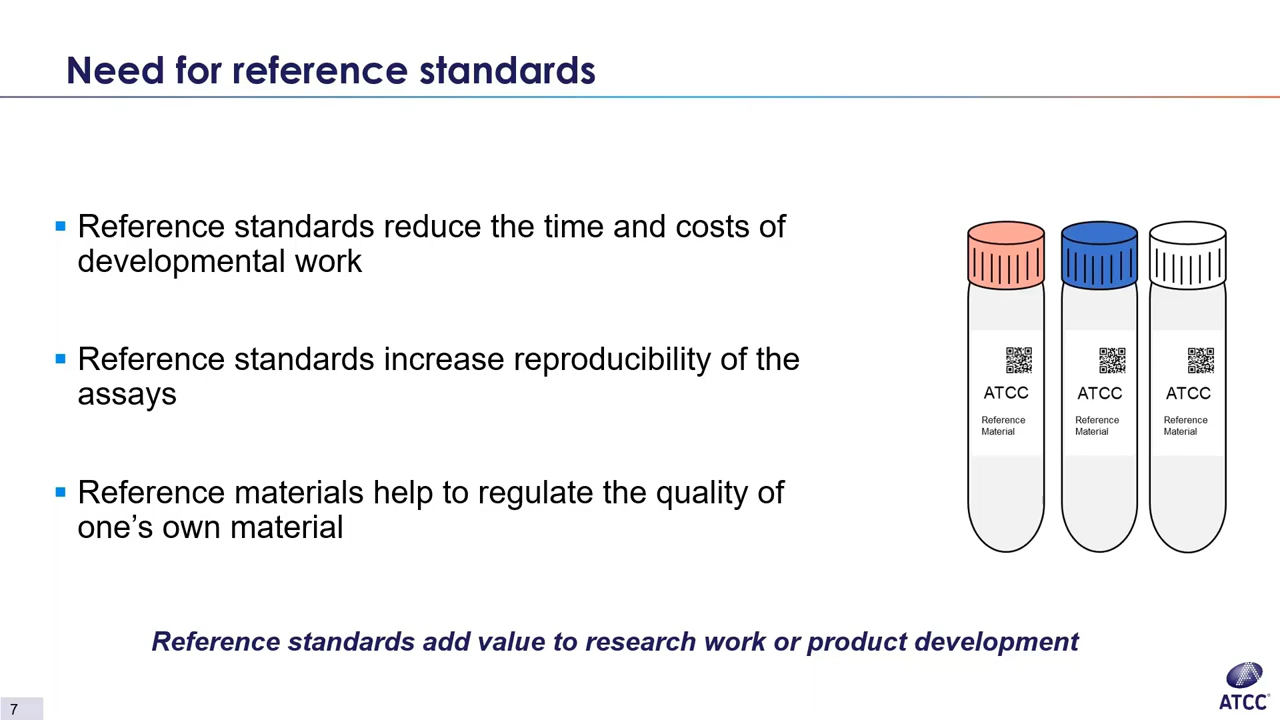 Need for reference standards
Reference standards reduce the time and costs of
developmental work
Reference standards increase reproducibility of the
assays
Reference materials help to regulate the quality of
one’s own material
ATCC
Reference
Material
ATCC
Reference
Material
ATCC
Reference
Material
Reference standards add value to research work or product development
7
ATCC